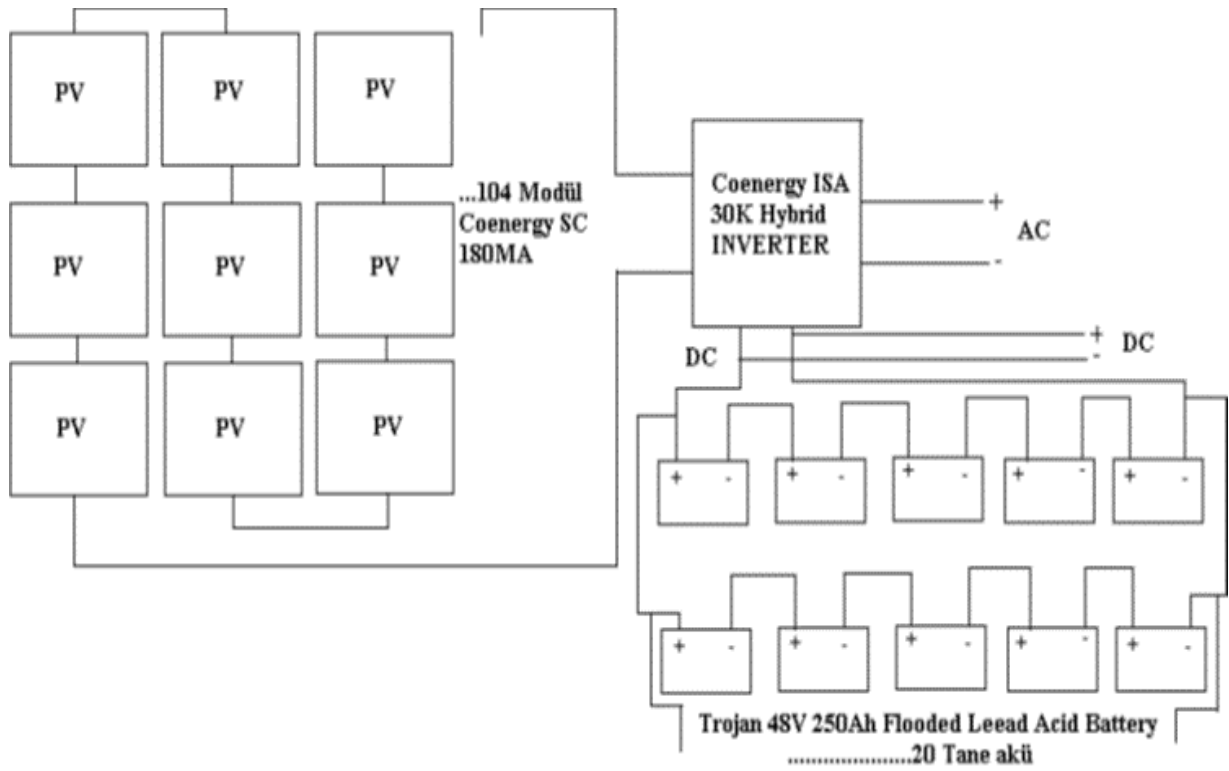 PV
PV
PV
PV
PV
PV
PV
PV
PV
...104 Modül
Coenergy SC
180MA
Coenergy ISA
30K Hybrid
INVERTER
+
AC
-
DC
+
DC
-
+ - + - + - + - + -
+ - + - + - + - + -
Trojan 48V 250Ah Flooded Leead Acid Battery
......................20 Tane akü